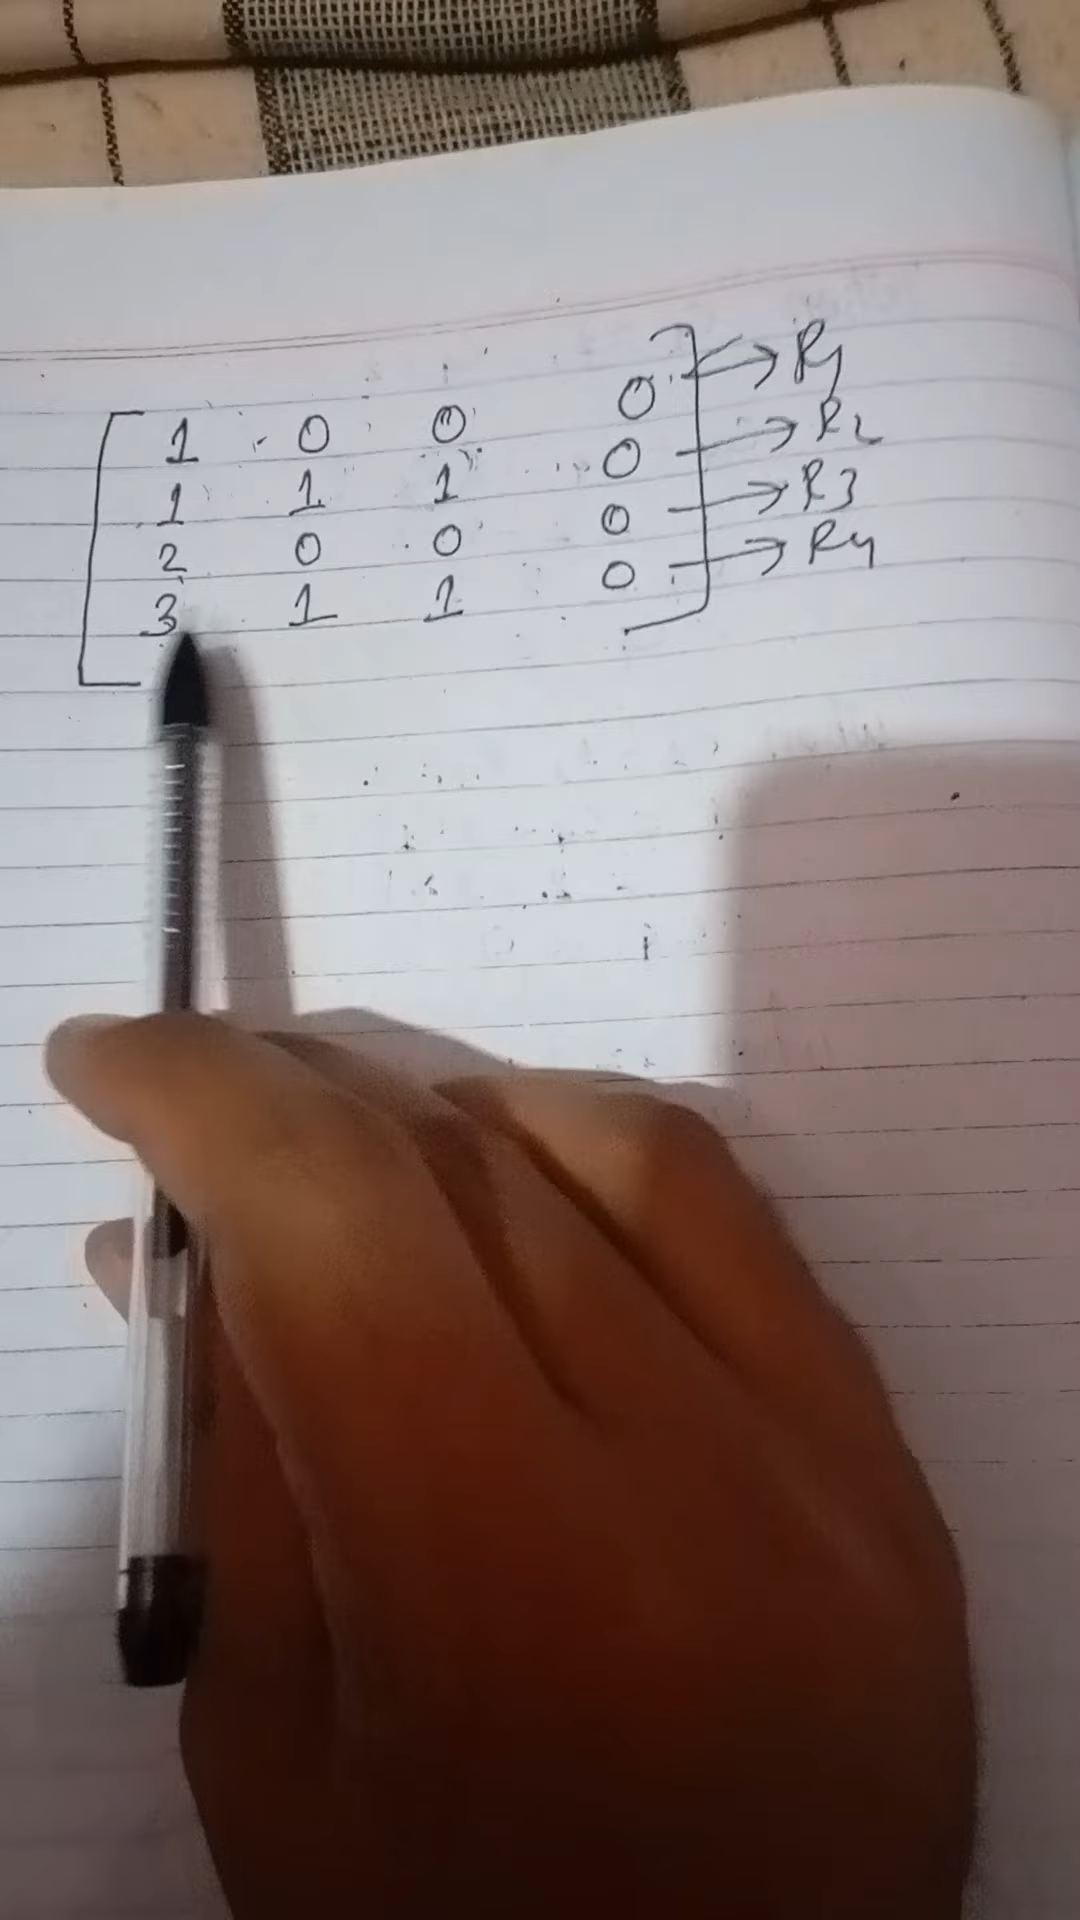 1 0 0 0 → R1
1 1 1 0 → R2
2 0 0 0 → R3
3 1 1 0 → R4